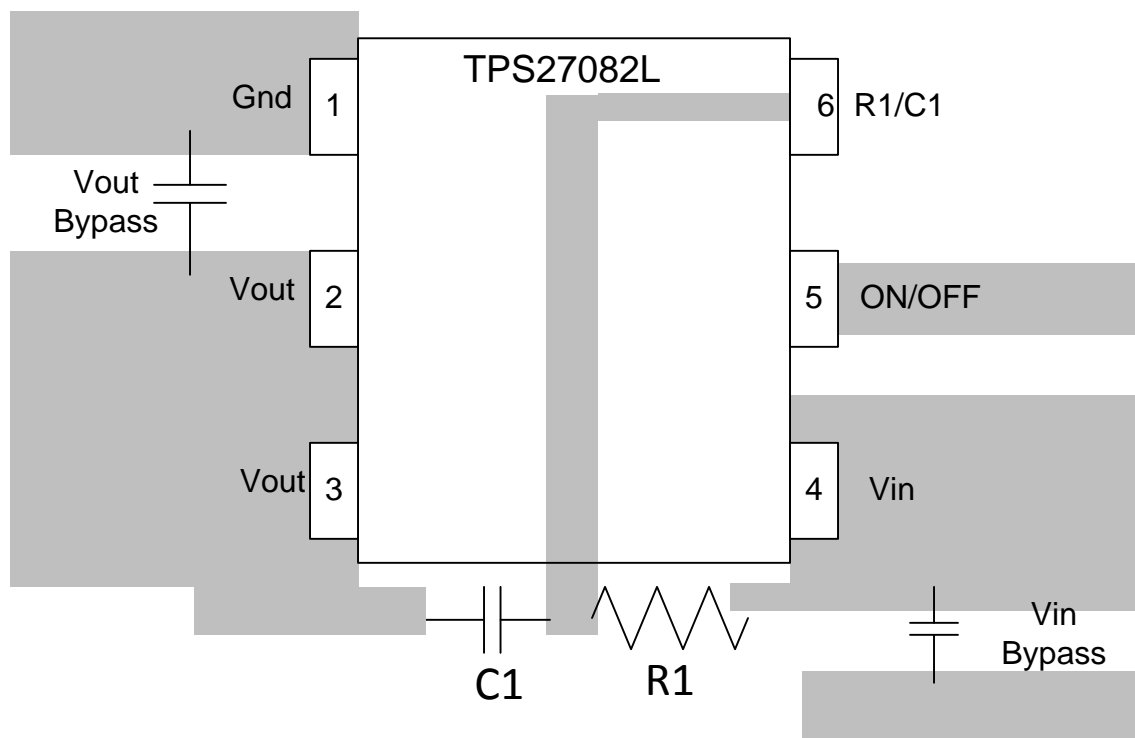 TPS27082L
Gnd
1
6
R1/C1
Vout
Bypass
Vout
2
5
ON/OFF
Vout
3
4
Vin
C1
R1
Vin
Bypass